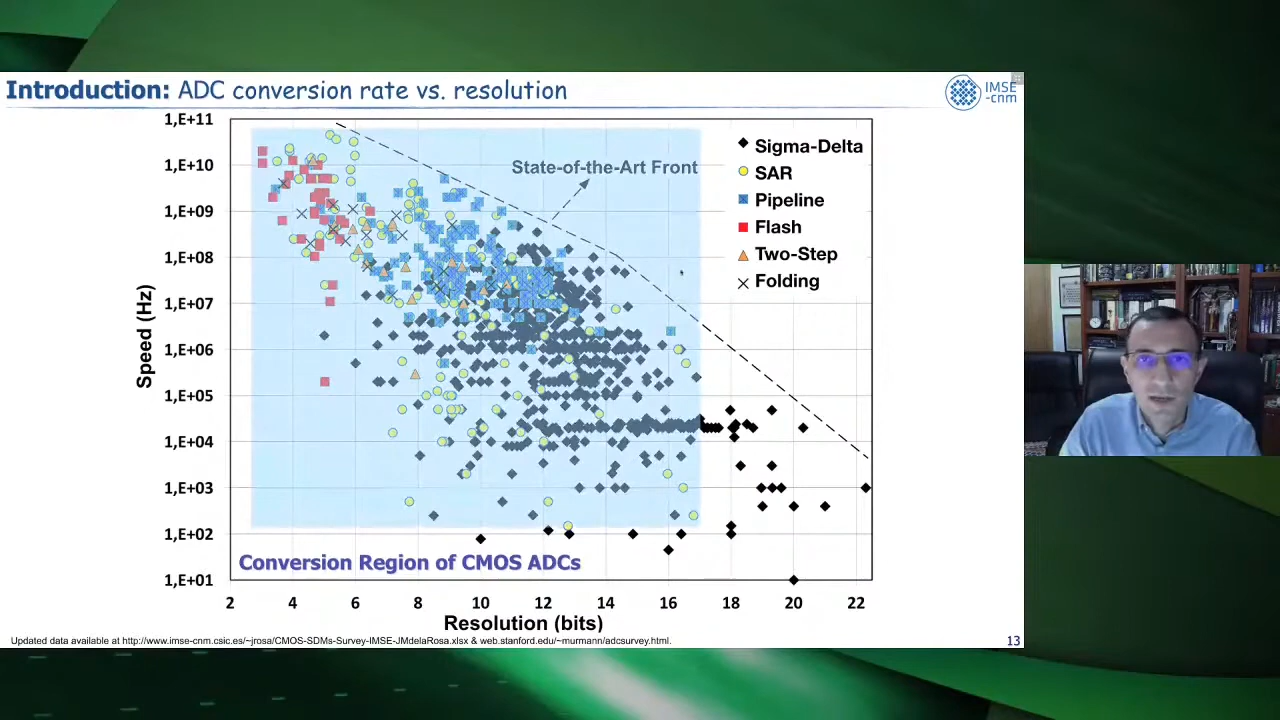 Introduction: ADC conversion rate vs. resolution
IMSE
-cnm
1,E+11
1,E+10
1,E+09
1,E+08
1,E+07
1,E+06
1,E+05
1,E+04
1,E+03
1,E+02
1,E+01
Speed (Hz)
State-of-the-Art Front
Sigma-Delta
SAR
Pipeline
Flash
Two-Step
Folding
Conversion Region of CMOS ADCs
2 4 6 8 10 12 14 16 18 20 22
Resolution (bits)
Updated data available at http://www.imse-cnm.csic.es/~jrosa/CMOS-SDMs-Survey-IMSE-JMdelaRosa.xlsx & web.stanford.edu/~murmann/adcsurvey.html.
13